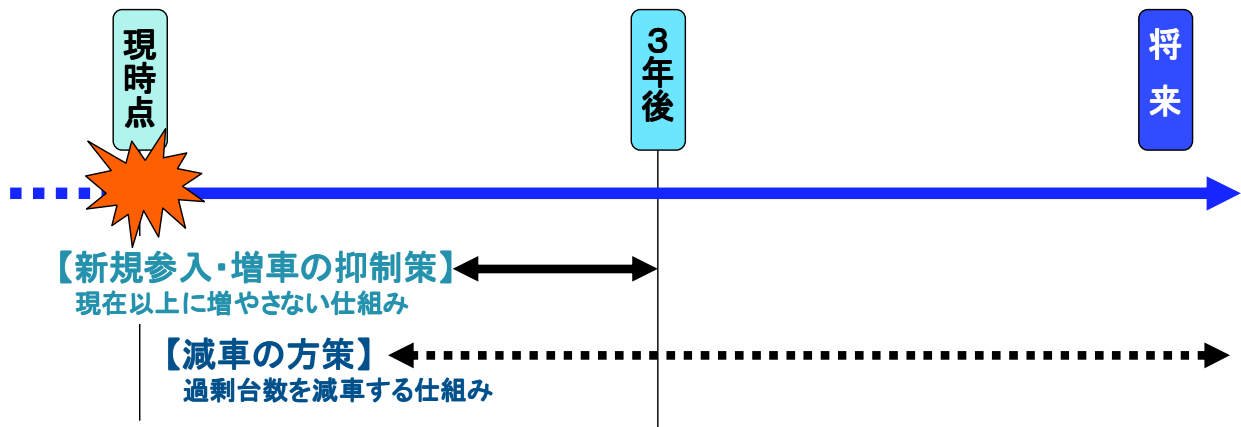 現時点
３年後
将来
【新規参入・増車の抑制策】
現在以上に増やさない仕組み
【減車の方策】
過剰台数を減車する仕組み